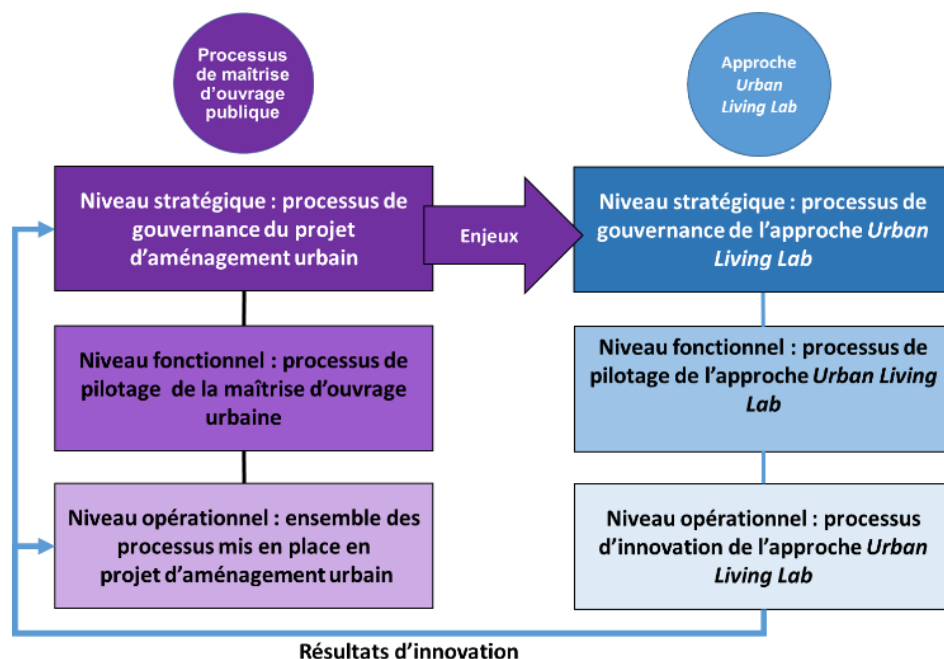 Processus
de maîtrise
d'ouvrage
publique
Approche
Urban
Living Lab
Niveau stratégique : processus de
gouvernance du projet
d'aménagement urbain
Enjeux
Niveau stratégique : processus de
gouvernance de l'approche Urban
Living Lab
Niveau fonctionnel : processus de
pilotage de la maîtrise d'ouvrage
urbaine
Niveau fonctionnel : processus de
pilotage de l'approche Urban Living
Lab
Niveau opérationnel : ensemble des
processus mis en place en
projet d'aménagement urbain
Niveau opérationnel : processus
d'innovation de l'approche Urban
Living Lab
Résultats d'innovation